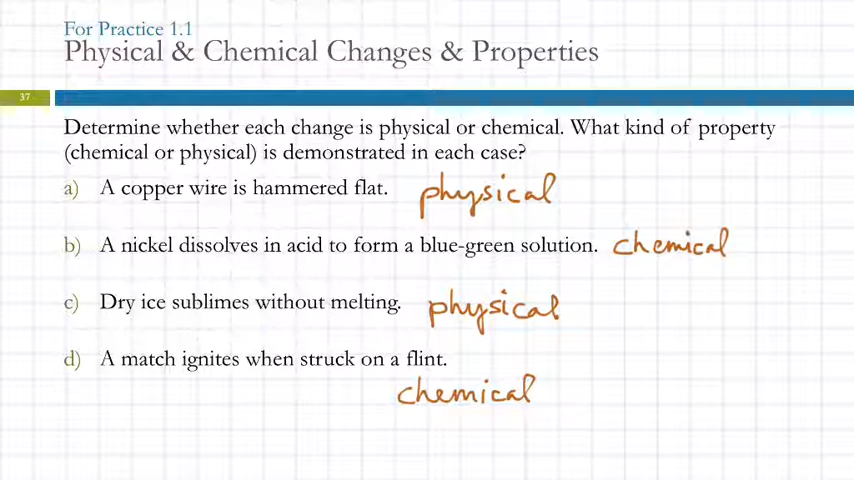 For Practice 1.1
Physical & Chemical Changes & Properties
37
Determine whether each change is physical or chemical. What kind of property
(chemical or physical) is demonstrated in each case?
a) A copper wire is hammered flat. physical
b) A nickel dissolves in acid to form a blue-green solution. chemical
c) Dry ice sublimes without melting. physical
d) A match ignites when struck on a flint.
chemical